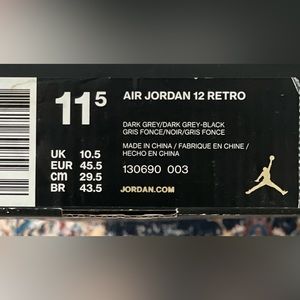 11⁵
AIR JORDAN 12 RETRO
DARK GREY/DARK GREY-BLACK
GRIS FONCE/NOIR/GRIS FONCE
MADE IN CHINA / FABRIQUE EN CHINE /
HECHO EN CHINA
UK 10.5
EUR 45.5
CM 29.5
BR 43.5
130690 003
JORDAN.COM